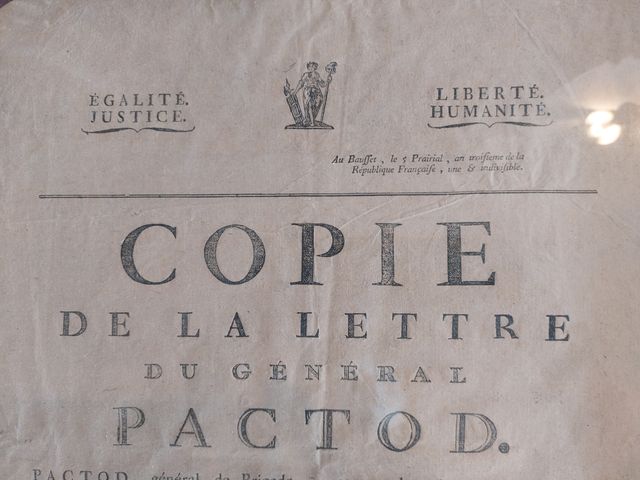 ÉGALITÉ.
JUSTICE.
LIBERTÉ.
HUMANITÉ.
Au Bausset, le 5 Prairial, an troiſieme de la
République Françaiſe, une & indiviſible.
COPIE
DE LA LETTRE
DU GÉNÉRAL
PACTOD.
PACTOD, général de Brigade